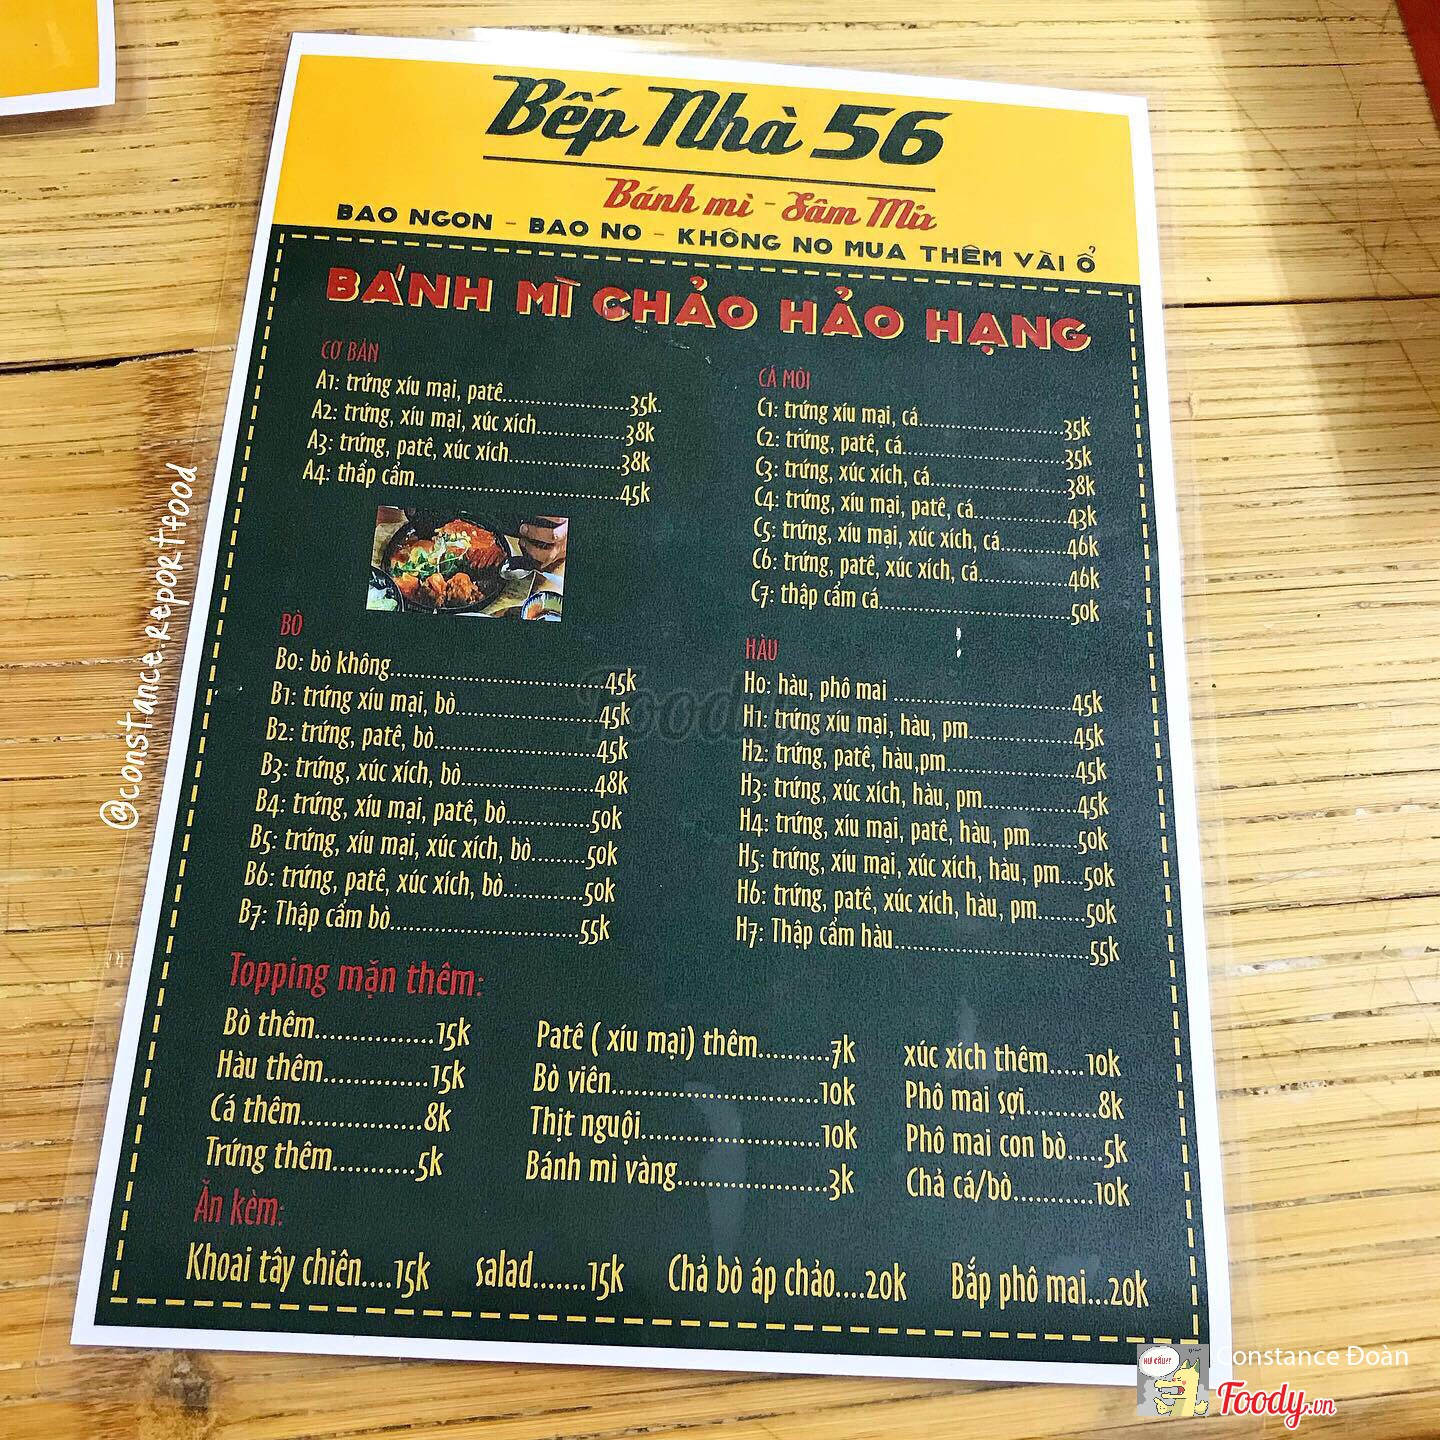 Bếp Nhà 56
Bánh mì - Sâm Mix
BAO NGON - BAO NO - KHÔNG NO MUA THÊM VÀI Ổ
BÁNH MÌ CHẢO HẢO HẠNG
CƠ BẢN
A1: trứng xíu mại, patê....................35k.
A2: trứng, xíu mại, xúc xích..................38k
A3: trứng, patê, xúc xích.....................38k
A4: thẩp cẩm...................................45k
CÁ MÒI
C1: trứng xíu mại, cá........................35k
C2: trứng, patê, cá...........................35k
C3: trứng, xúc xích, cá.......................38k
C4: trứng, xíu mại, patê, cá................43k
C5: trứng, xíu mại, xúc xích, cá...........46k
C6: trứng, patê, xúc xích, cá...............46k
C7: thập cẩm cá................................50k
BÒ
B0: bò không...................................45k
B1: trứng xíu mại, bò.......................45k
B2: trứng, patê, bò..........................45k
B3: trứng, xúc xích, bò......................48k
B4: trứng, xíu mại, patê, bò..............50k
B5: trứng, xíu mại, xúc xích, bò.........50k
B6: trứng, patê, xúc xích, bò.............50k
B7: Thập cẩm bò...............................55k
HÀU
H0: hàu, phô mai .............................45k
H1: trứng xíu mại, hàu, pm.................45k
H2: trứng, patê, hàu,pm.....................45k
H3: trứng, xúc xích, hàu, pm...............45k
H4: trứng, xíu mại, patê, hàu, pm.......50k
H5: trứng, xíu mại, xúc xích, hàu, pm....50k
H6: trứng, patê, xúc xích, hàu, pm.......50k
H7: Thập cẩm hàu...............................55k
Topping mặn thêm:
Bò thêm...............15k
Hàu thêm...............15k
Cá thêm................8k
Trứng thêm............5k
Patê ( xíu mại) thêm..........7k
Bò viên..........................10k
Thịt nguội.......................10k
Bánh mì vàng...................3k
xúc xích thêm.....10k
Phô mai sợi..........8k
Phô mai con bò.....5k
Chả cá/bò............10k
Ăn kèm:
Khoai tây chiên....15k salad.......15k Chả bò áp chảo....20k Bắp phô mai...20k
@constance.reportfood
Constance Đoàn
Foody.vn